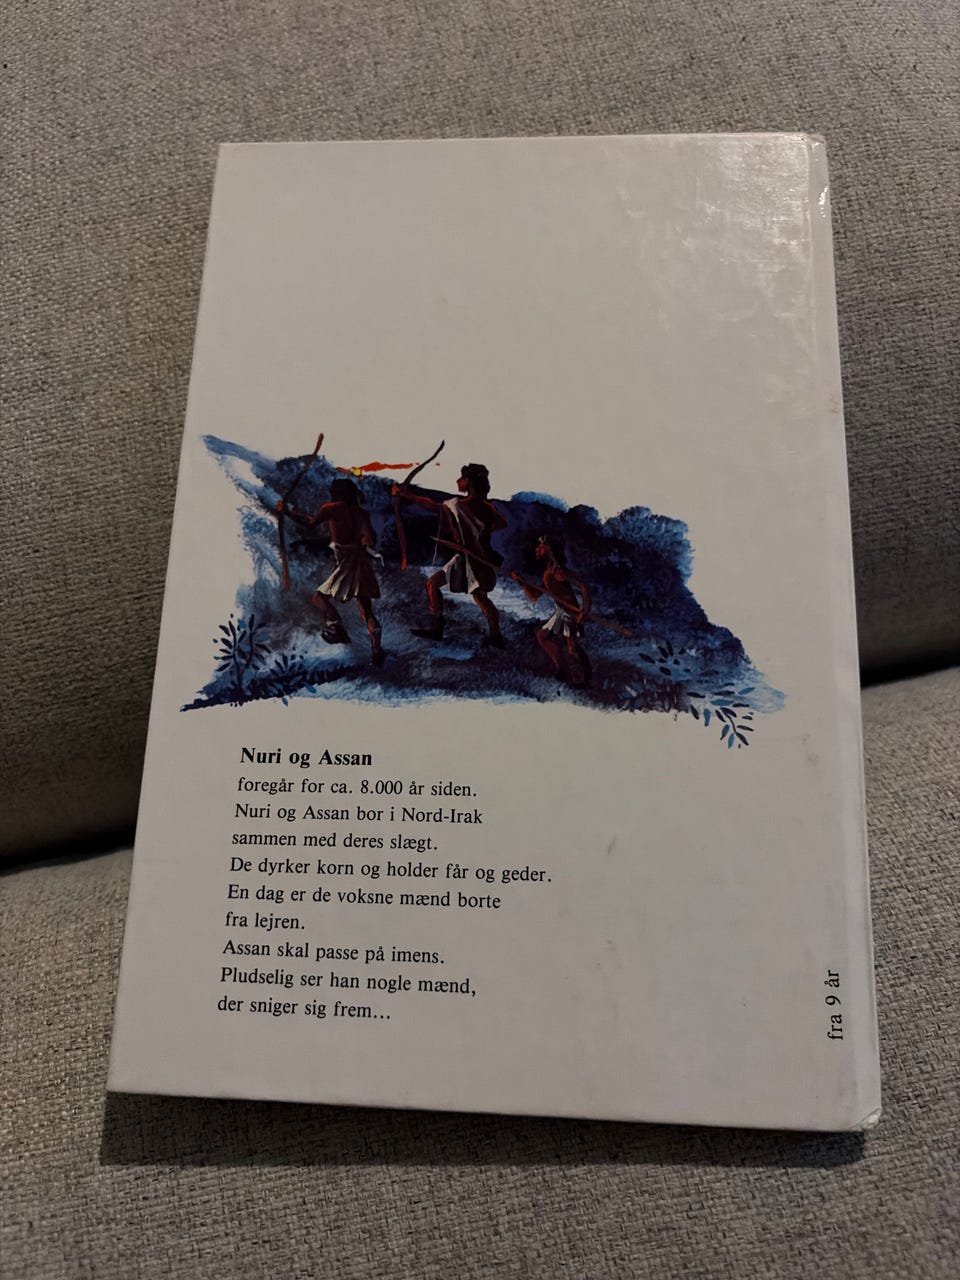 Nuri og Assan
foregår for ca. 8.000 år siden.
Nuri og Assan bor i Nord-Irak
sammen med deres slægt.
De dyrker korn og holder får og geder.
En dag er de voksne mænd borte
fra lejren.
Assan skal passe på imens.
Pludselig ser han nogle mænd,
der sniger sig frem...
fra 9 år